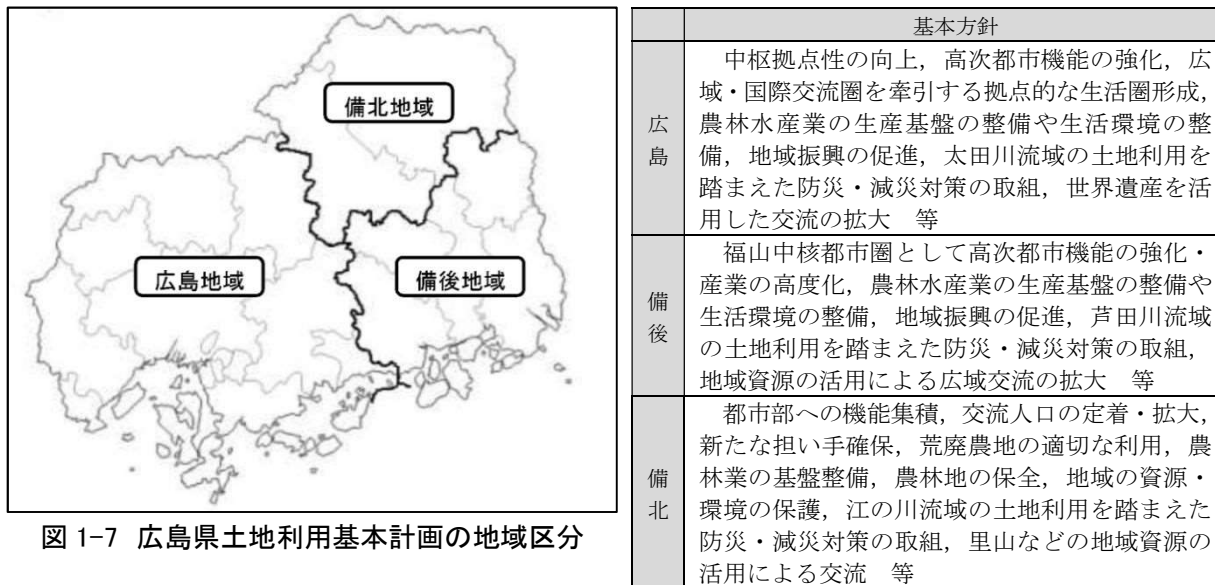 備北地域
広島地域
備後地域
図 1-7 広島県土地利用基本計画の地域区分
基本方針
広島
中枢拠点性の向上，高次都市機能の強化，広
域・国際交流圏を牽引する拠点的な生活圏形成，
農林水産業の生産基盤の整備や生活環境の整
備，地域振興の促進，太田川流域の土地利用を
踏まえた防災・減災対策の取組，世界遺産を活
用した交流の拡大　等
備後
福山中核都市圏として高次都市機能の強化・
産業の高度化，農林水産業の生産基盤の整備や
生活環境の整備，地域振興の促進，芦田川流域
の土地利用を踏まえた防災・減災対策の取組，
地域資源の活用による広域交流の拡大　等
備北
都市部への機能集積，交流人口の定着・拡大，
新たな担い手確保，荒廃農地の適切な利用，農
林業の基盤整備，農林地の保全，地域の資源・
環境の保護，江の川流域の土地利用を踏まえた
防災・減災対策の取組，里山などの地域資源の
活用による交流　等